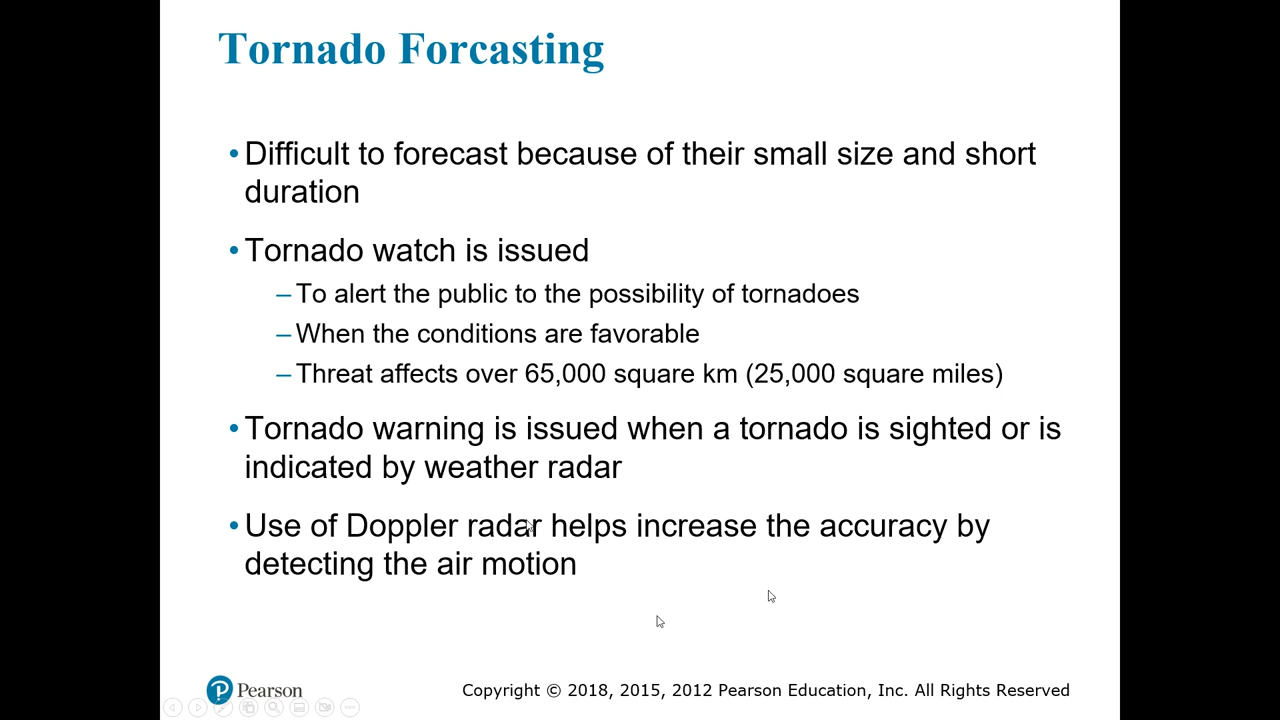 Tornado Forcasting
•Difficult to forecast because of their small size and short
duration
•Tornado watch is issued
–To alert the public to the possibility of tornadoes
–When the conditions are favorable
–Threat affects over 65,000 square km (25,000 square miles)
•Tornado warning is issued when a tornado is sighted or is
indicated by weather radar
•Use of Doppler radar helps increase the accuracy by
detecting the air motion
P Pearson
Copyright © 2018, 2015, 2012 Pearson Education, Inc. All Rights Reserved